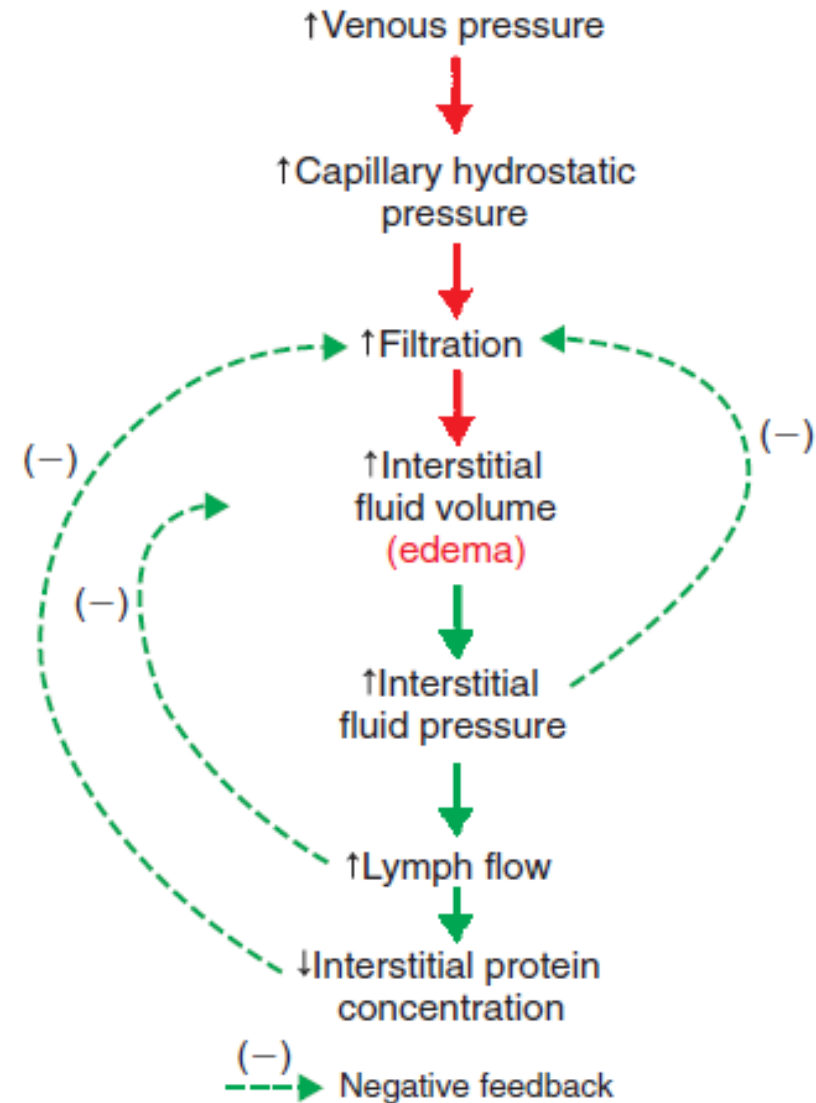 ↑Venous pressure
↑Capillary hydrostatic
pressure
↑Filtration
(−)
(−)
↑Interstitial
fluid volume
(edema)
(−)
↑Interstitial
fluid pressure
↑Lymph flow
↓Interstitial protein
concentration
(−)
Negative feedback